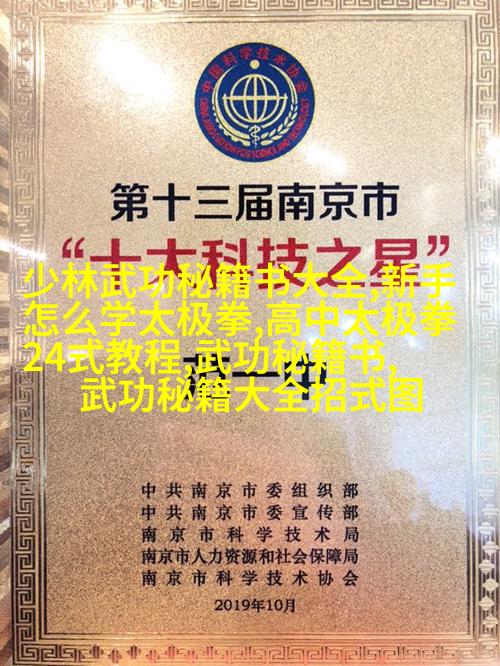 中国科学技术协会
CHINA ASSOCIATION FOR SCIENCE AND TECHNOLOGY
第十三届南京市
“十大科技之星”
少林武功秘籍书大全,新手
怎么学太极拳,高中太极拳
24式教程,武功秘籍书,
武功秘籍大全招式图
中共南京市委组织部
中共南京市委宣传部
南京市科学技术局
南京市人力资源和社会保障局
南京市科学技术协会
2019年10月